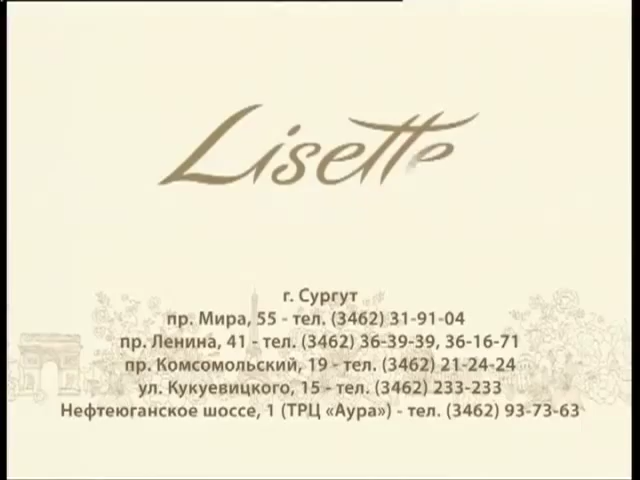 Lisette
г. Сургут
пр. Мира, 55 - тел. (3462) 31-91-04
пр. Ленина, 41 - тел. (3462) 36-39-39, 36-16-71
пр. Комсомольский, 19 - тел. (3462) 21-24-24
ул. Кукуевицкого, 15 - тел. (3462) 233-233
Нефтеюганское шоссе, 1 (ТРЦ «Аура») - тел. (3462) 93-73-63